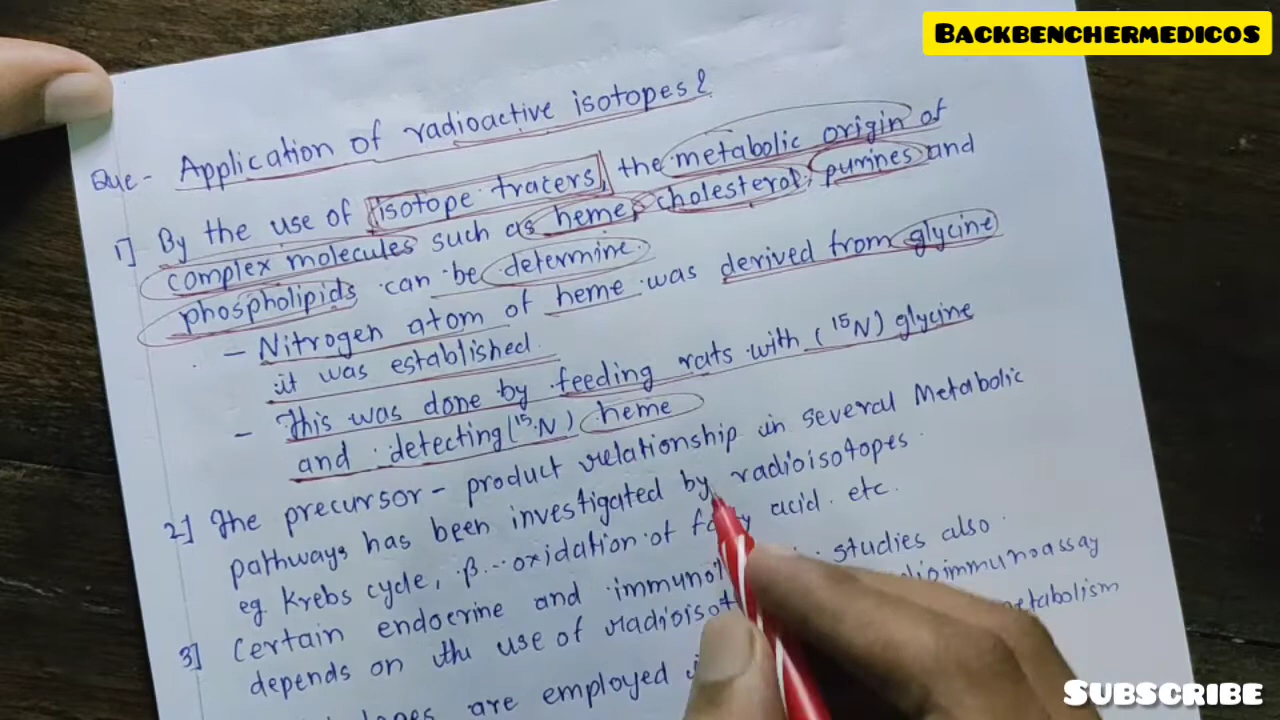 BACKBENCHERMEDICOS
Que - Application of radioactive isotopes?
1] By the use of isotope tracers, the metabolic origin of
complex molecules such as heme, cholesterol, purines and
phospholipids can be determine.
- Nitrogen atom of heme was derived from glycine
it was established.
- This was done by feeding rats with (15N) glycine
and detecting (15N) heme
2] The precursor - product relationship in several Metabolic
pathways has been investigated by radioisotopes.
eg. Krebs cycle, β-oxidation of acid. etc.
3] Certain endocrine and studies also
depends on the use of
metabolism
are employed
SUBSCRIBE